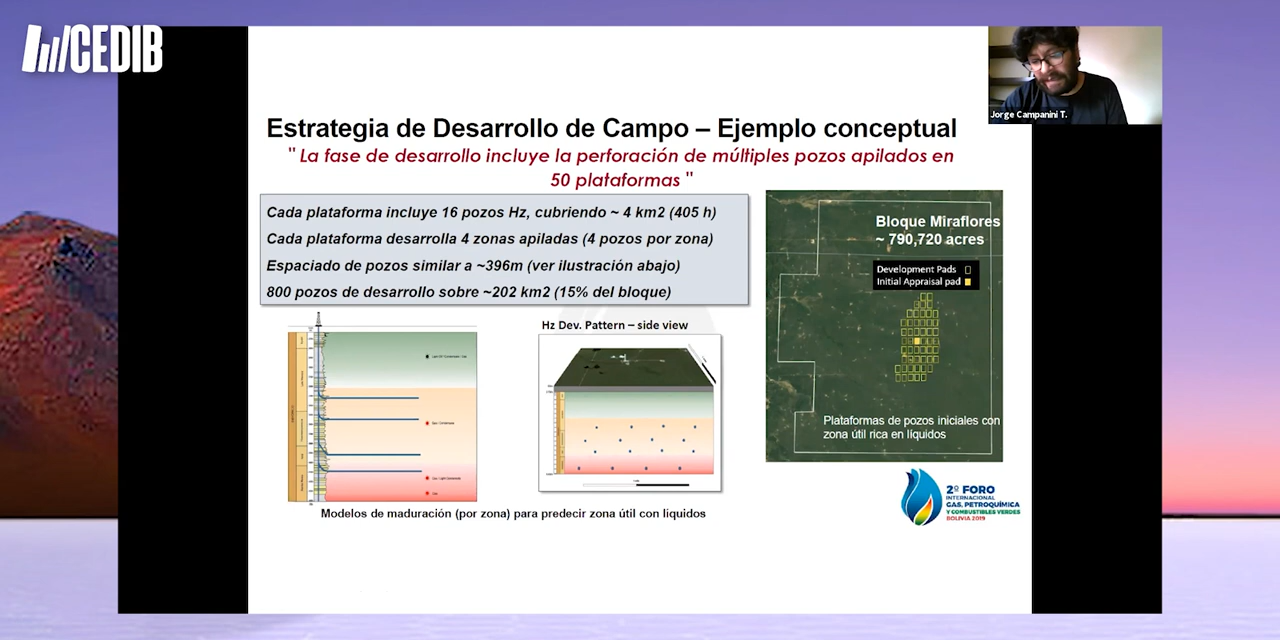 CEDIB
Jorge Campanini T.
Estrategia de Desarrollo de Campo – Ejemplo conceptual
" La fase de desarrollo incluye la perforación de múltiples pozos apilados en
50 plataformas "
Cada plataforma incluye 16 pozos Hz, cubriendo ~ 4 km2 (405 h)
Cada plataforma desarrolla 4 zonas apiladas (4 pozos por zona)
Espaciado de pozos similar a ~396m (ver ilustración abajo)
800 pozos de desarrollo sobre ~202 km2 (15% del bloque)
Bloque Miraflores
~ 790,720 acres
Development Pads
Initial Appraisal pad
Plataformas de pozos iniciales con
zona útil rica en líquidos
Hz Dev. Pattern – side view
Modelos de maduración (por zona) para predecir zona útil con líquidos
2º FORO
INTERNACIONAL
GAS, PETROQUÍMICA
Y COMBUSTIBLES VERDES
BOLIVIA 2019